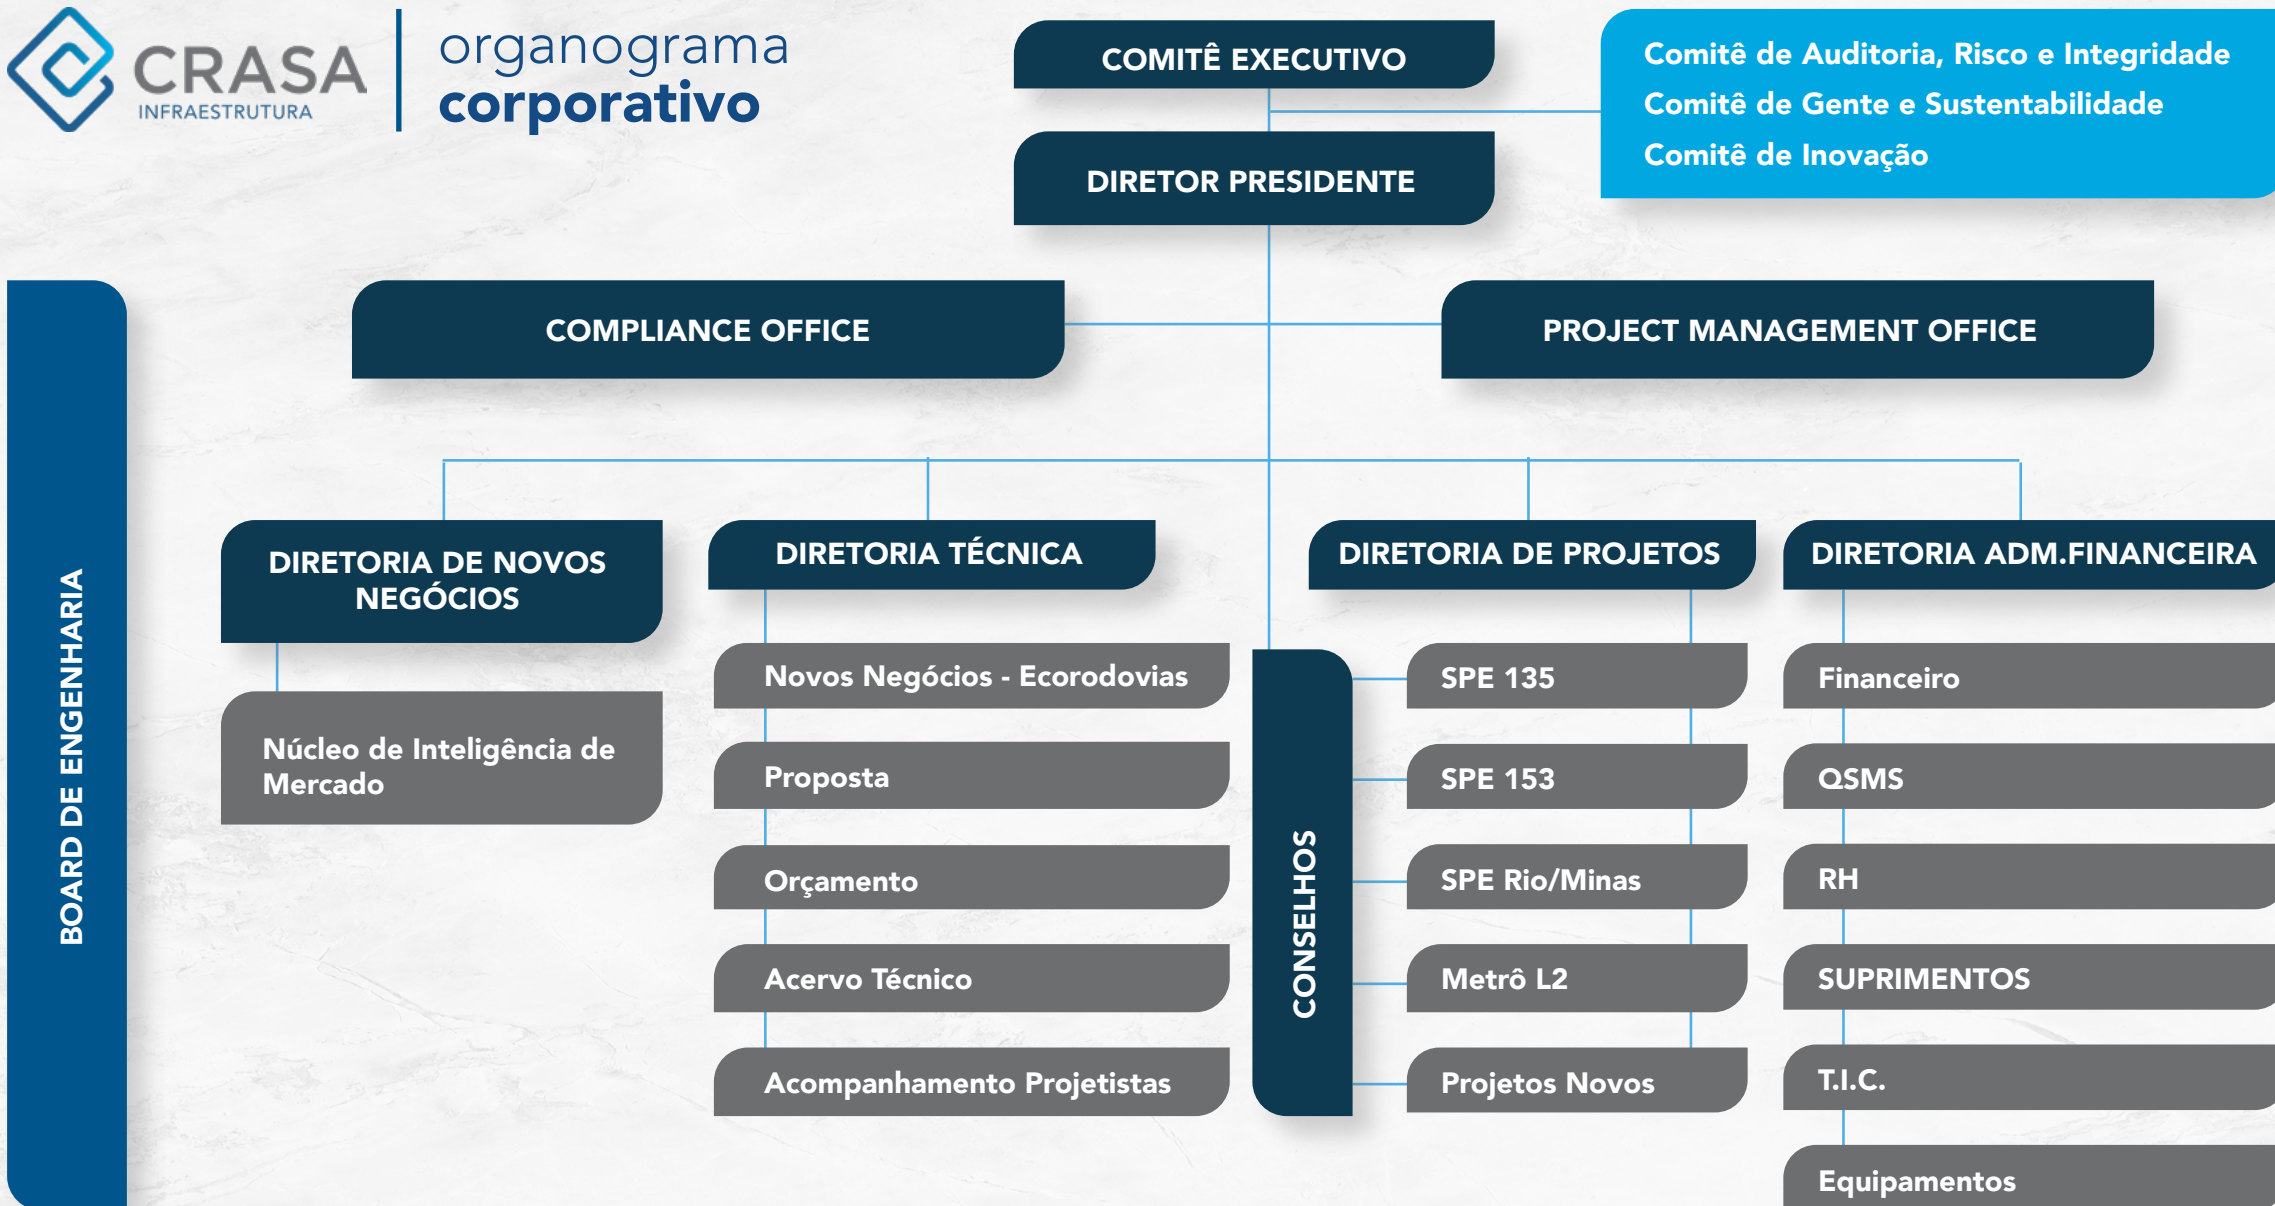 CRASA
INFRAESTRUTURA
organograma
corporativo
COMITÊ EXECUTIVO
Comitê de Auditoria, Risco e Integridade
Comitê de Gente e Sustentabilidade
Comitê de Inovação
DIRETOR PRESIDENTE
COMPLIANCE OFFICE
PROJECT MANAGEMENT OFFICE
BOARD DE ENGENHARIA
DIRETORIA DE NOVOS
NEGÓCIOS
Núcleo de Inteligência de
Mercado
DIRETORIA TÉCNICA
Novos Negócios - Ecorodovias
Proposta
Orçamento
Acervo Técnico
Acompanhamento Projetistas
CONSELHOS
DIRETORIA DE PROJETOS
SPE 135
SPE 153
SPE Rio/Minas
Metrô L2
Projetos Novos
DIRETORIA ADM.FINANCEIRA
Financeiro
QSMS
RH
SUPRIMENTOS
T.I.C.
Equipamentos